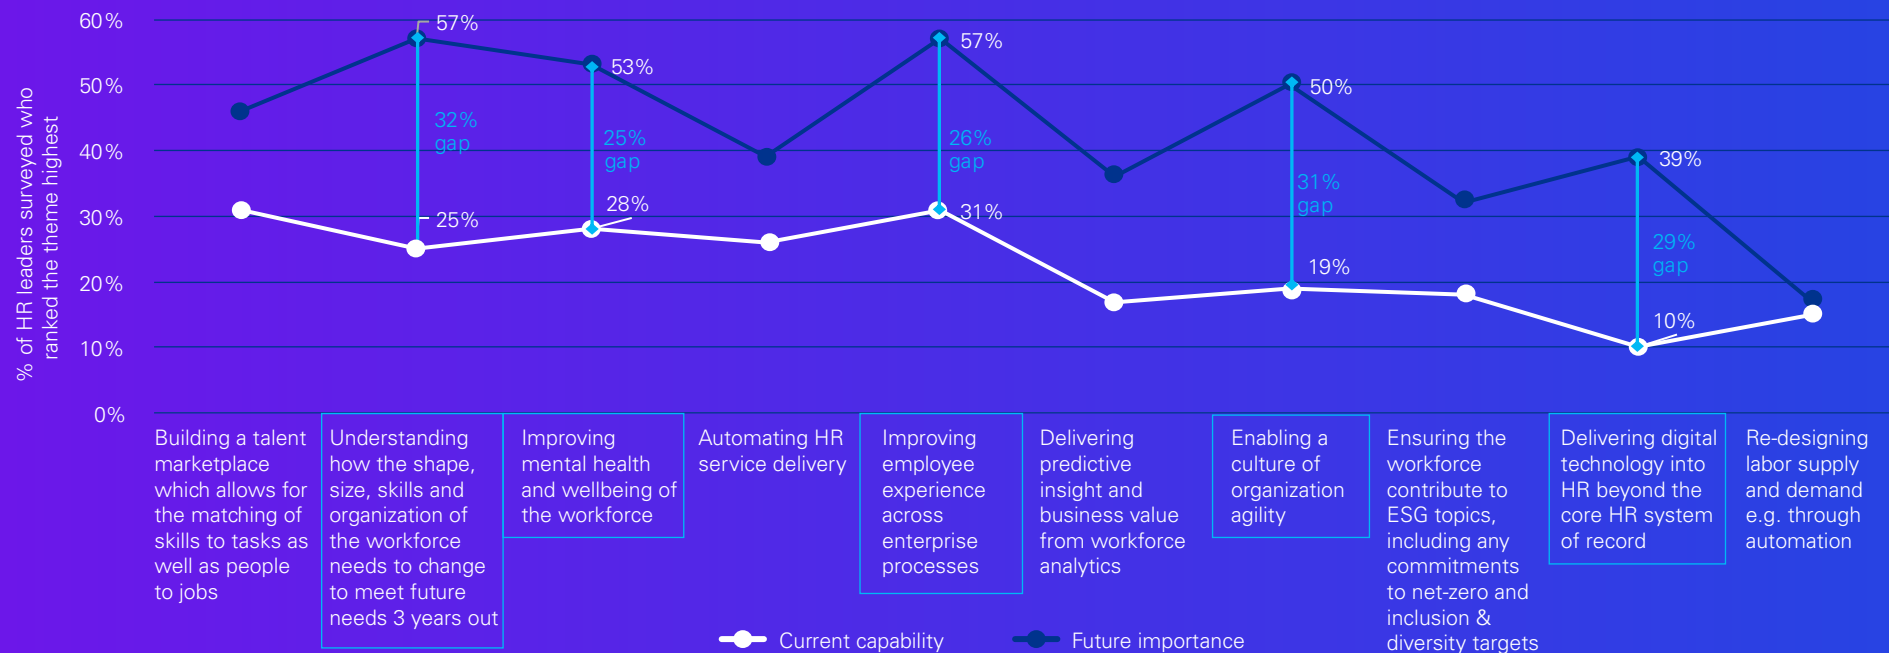 % of HR leaders surveyed who
ranked the theme highest
60%
50%
40%
30%
20%
10%
0%
57%
32%
gap
25%
53%
25%
gap
28%
57%
26%
gap
31%
50%
31%
gap
19%
39%
29%
gap
10%
Building a talent
marketplace
which allows for
the matching of
skills to tasks as
well as people
to jobs
Understanding
how the shape,
size, skills and
organization of
the workforce
needs to change
to meet future
needs 3 years out
Improving
mental health
and wellbeing of
the workforce
Automating HR
service delivery
Improving
employee
experience
across
enterprise
processes
Delivering
predictive
insight and
business value
from workforce
analytics
Enabling a
culture of
organization
agility
Ensuring the
workforce
contribute to
ESG topics,
including any
commitments
to net-zero and
inclusion &
diversity targets
Delivering digital
technology into
HR beyond the
core HR system
of record
Re-designing
labor supply
and demand
e.g. through
automation
Current capability
Future importance